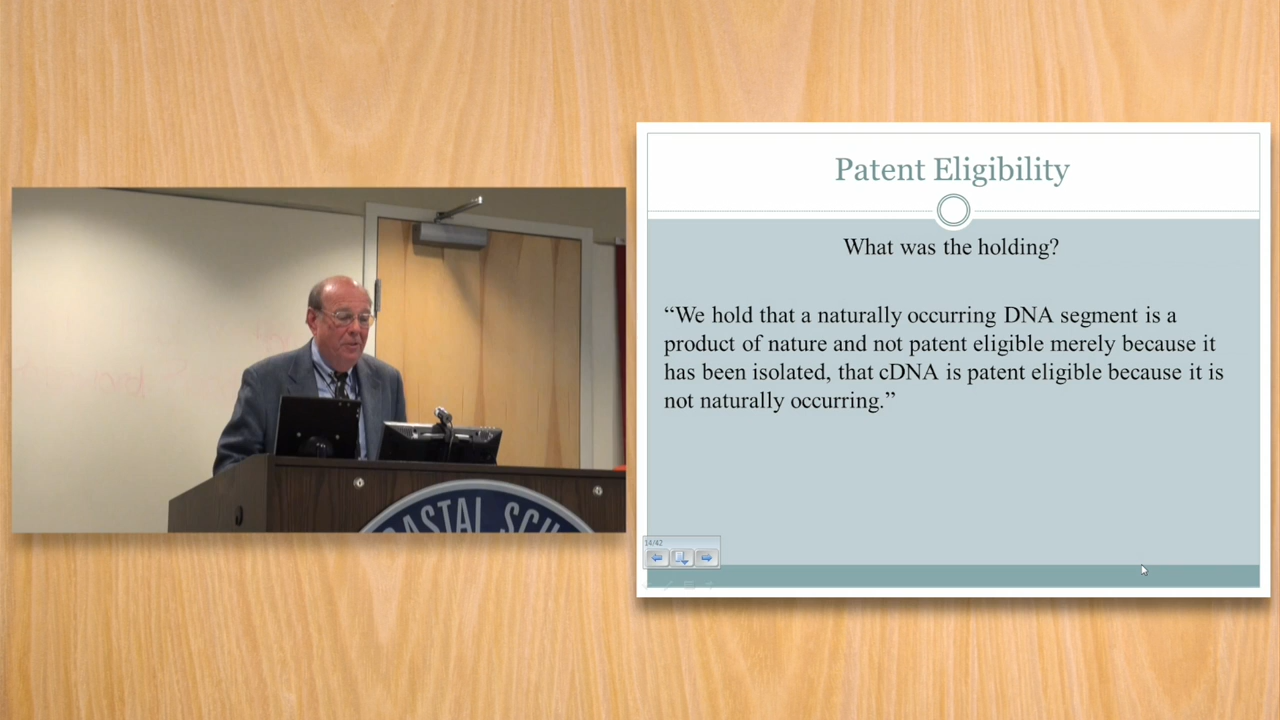 Patent Eligibility
What was the holding?
“We hold that a naturally occurring DNA segment is a
product of nature and not patent eligible merely because it
has been isolated, that cDNA is patent eligible because it is
not naturally occurring.”
14/42